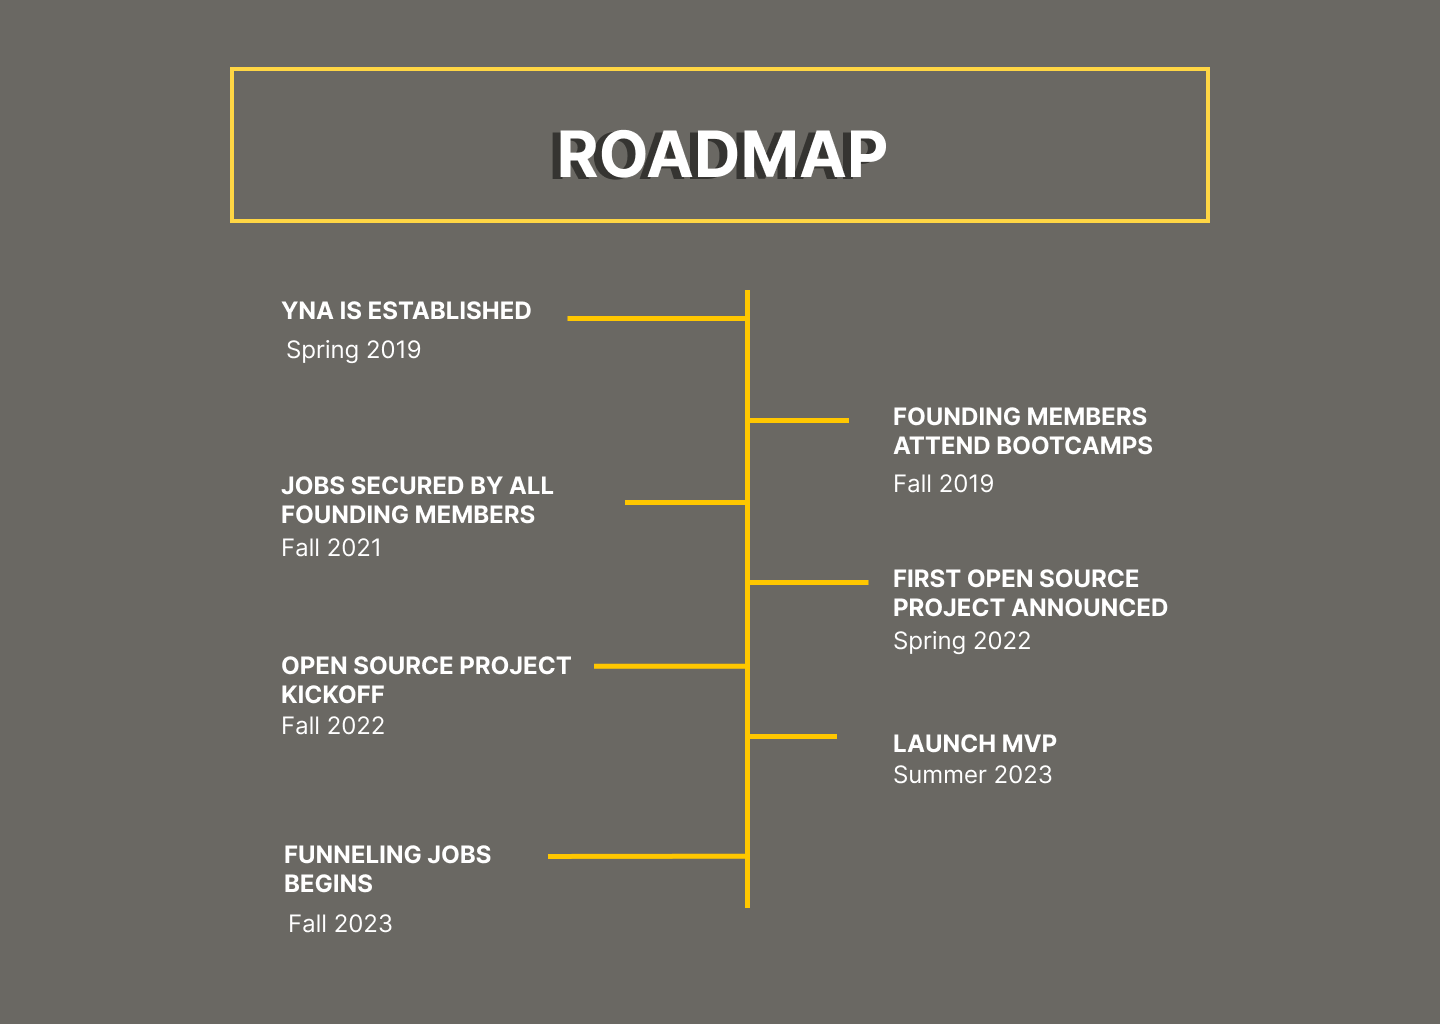 ROADMAP
YNA IS ESTABLISHED
Spring 2019
FOUNDING MEMBERS
ATTEND BOOTCAMPS
Fall 2019
JOBS SECURED BY ALL
FOUNDING MEMBERS
Fall 2021
FIRST OPEN SOURCE
PROJECT ANNOUNCED
Spring 2022
OPEN SOURCE PROJECT
KICKOFF
Fall 2022
LAUNCH MVP
Summer 2023
FUNNELING JOBS
BEGINS
Fall 2023